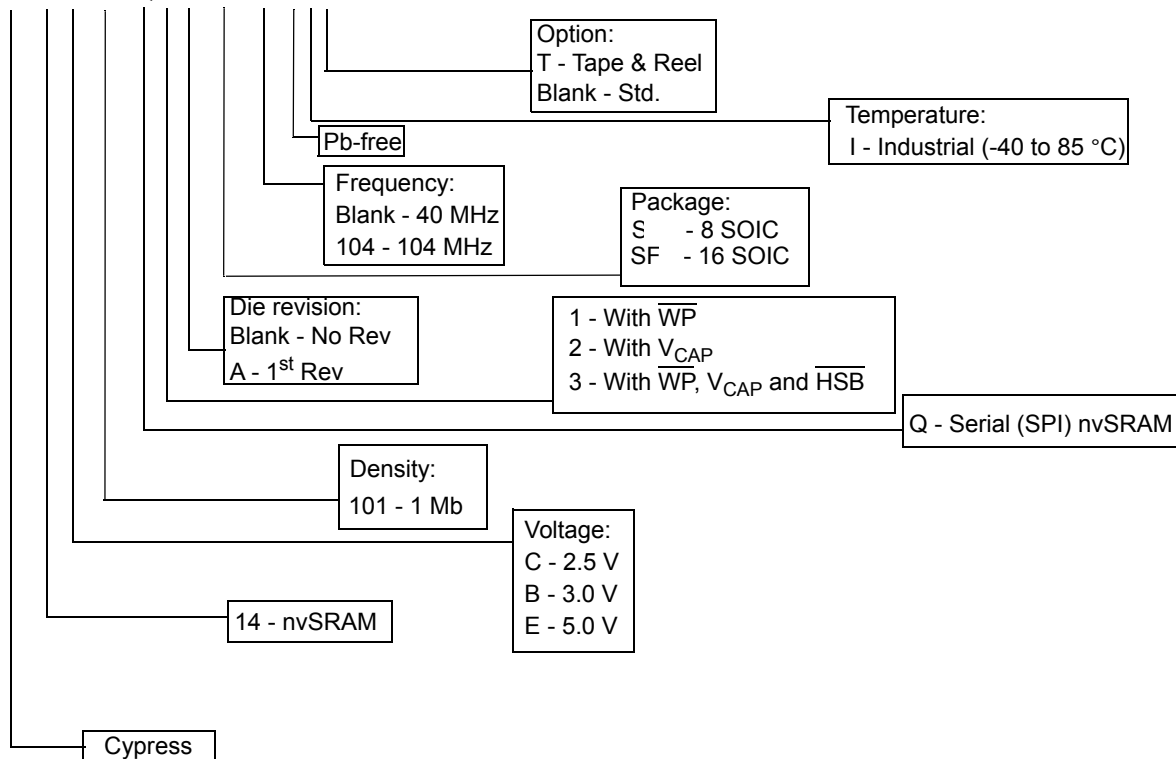 Option:
T - Tape & Reel
Blank - Std.
Temperature:
I - Industrial (-40 to 85 °C)
Pb-free
Frequency:
Blank - 40 MHz
104 - 104 MHz
Package:
S - 8 SOIC
SF - 16 SOIC
Die revision:
Blank - No Rev
A - 1st Rev
1 - With W̅P̅
2 - With VCAP
3 - With W̅P̅, VCAP and H̅S̅B̅
Q - Serial (SPI) nvSRAM
Density:
101 - 1 Mb
Voltage:
C - 2.5 V
B - 3.0 V
E - 5.0 V
14 - nvSRAM
Cypress